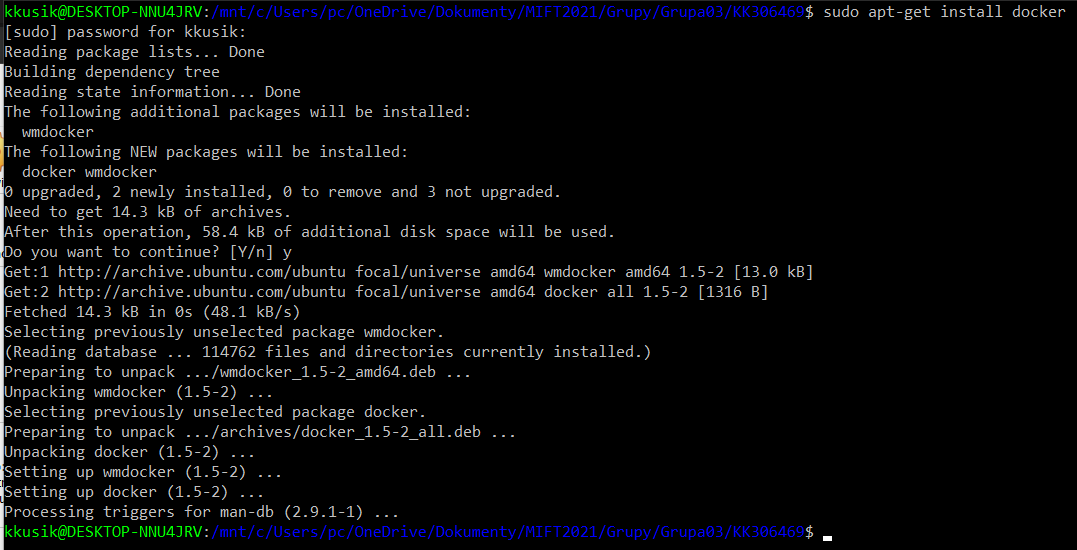 kkusik@DESKTOP-NNU4JRV:/mnt/c/Users/pc/OneDrive/Dokumenty/MIFT2021/Grupy/Grupa03/KK306469$ sudo apt-get install docker
[sudo] password for kkusik:
Reading package lists... Done
Building dependency tree
Reading state information... Done
The following additional packages will be installed:
  wmdocker
The following NEW packages will be installed:
  docker wmdocker
0 upgraded, 2 newly installed, 0 to remove and 3 not upgraded.
Need to get 14.3 kB of archives.
After this operation, 58.4 kB of additional disk space will be used.
Do you want to continue? [Y/n] y
Get:1 http://archive.ubuntu.com/ubuntu focal/universe amd64 wmdocker amd64 1.5-2 [13.0 kB]
Get:2 http://archive.ubuntu.com/ubuntu focal/universe amd64 docker all 1.5-2 [1316 B]
Fetched 14.3 kB in 0s (48.1 kB/s)
Selecting previously unselected package wmdocker.
(Reading database ... 114762 files and directories currently installed.)
Preparing to unpack .../wmdocker_1.5-2_amd64.deb ...
Unpacking wmdocker (1.5-2) ...
Selecting previously unselected package docker.
Preparing to unpack .../archives/docker_1.5-2_all.deb ...
Unpacking docker (1.5-2) ...
Setting up wmdocker (1.5-2) ...
Setting up docker (1.5-2) ...
Processing triggers for man-db (2.9.1-1) ...
kkusik@DESKTOP-NNU4JRV:/mnt/c/Users/pc/OneDrive/Dokumenty/MIFT2021/Grupy/Grupa03/KK306469$